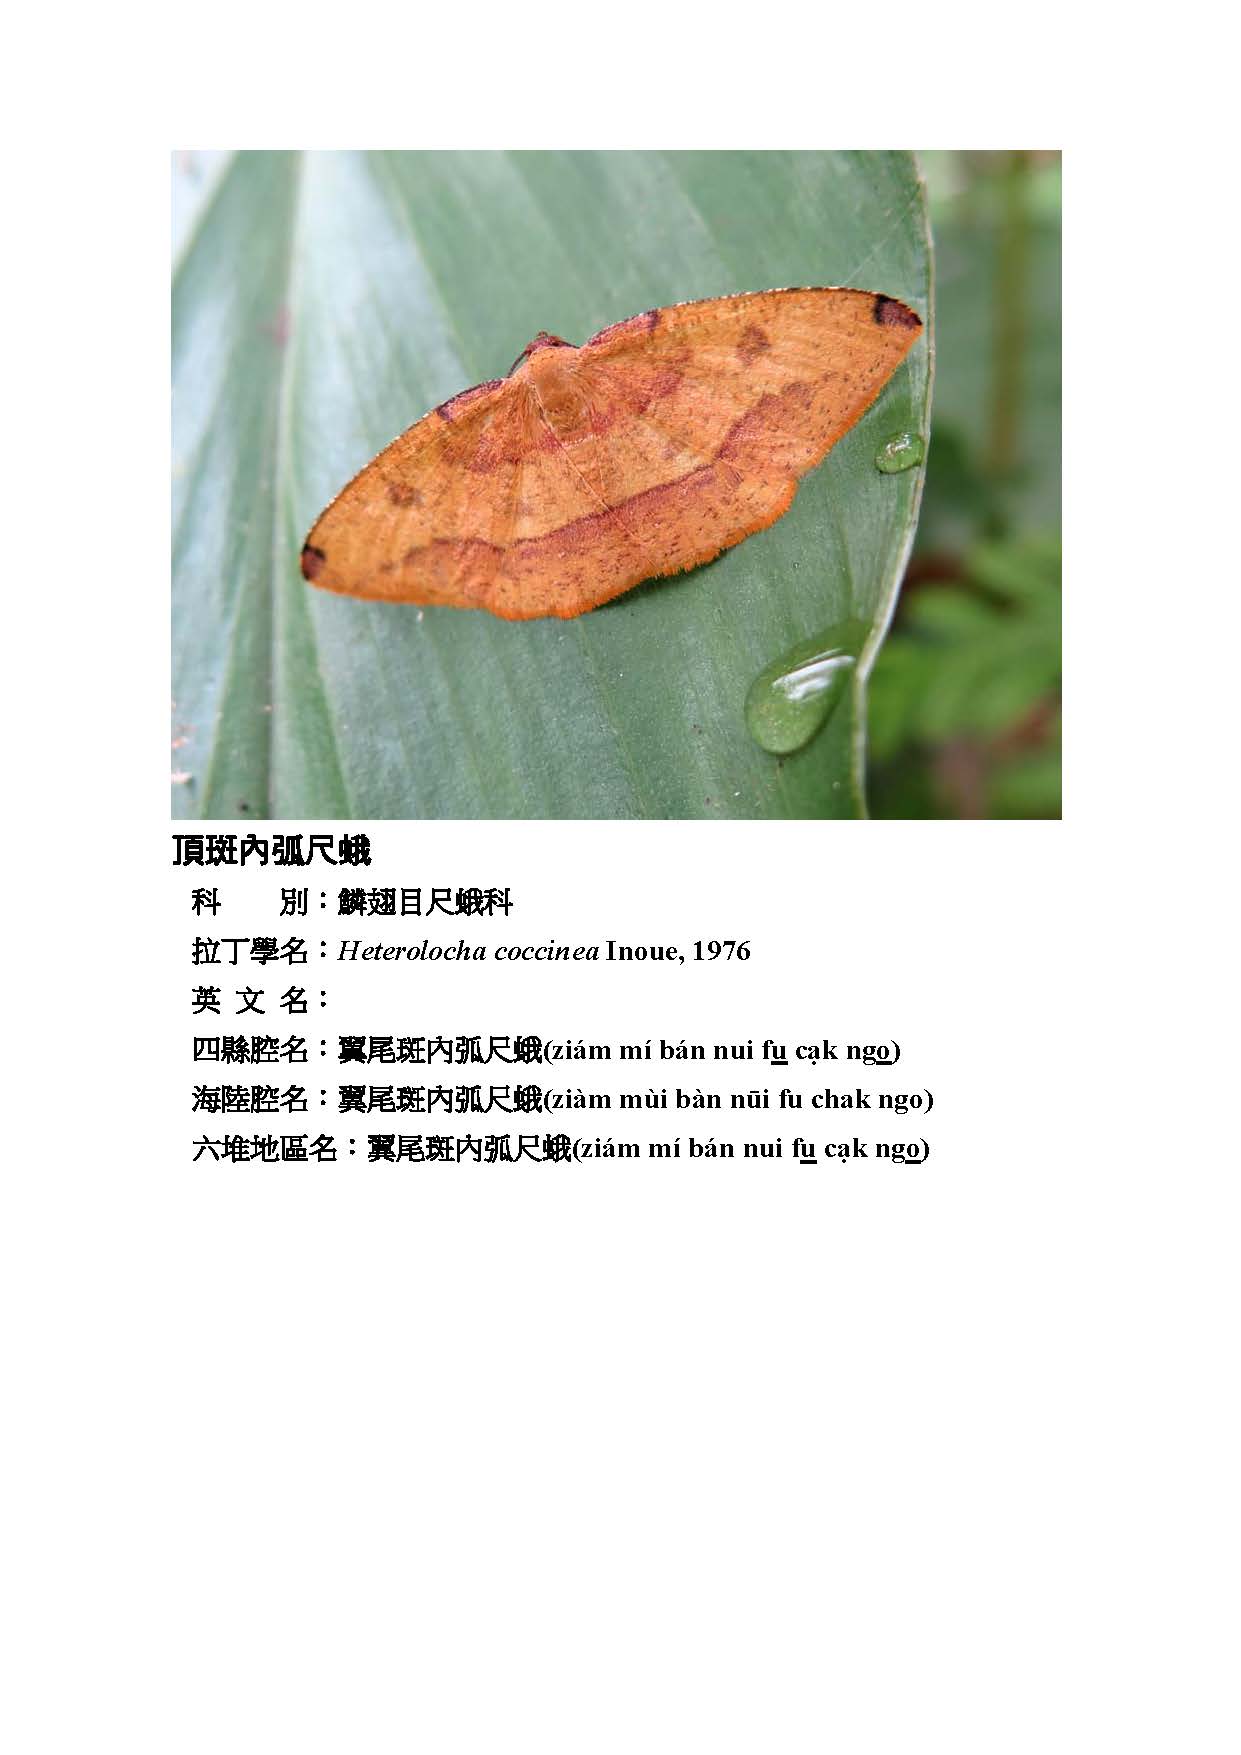 頂斑內弧尺蛾
科　　別：鱗翅目尺蛾科
拉丁學名：Heterolocha coccinea Inoue, 1976
英 文 名：
四縣腔名：翼尾斑內弧尺蛾(ziám mí bán nui fu̲ cạk ngo̲)
海陸腔名：翼尾斑內弧尺蛾(ziàm mùi bàn nūi fu chak ngo)
六堆地區名：翼尾斑內弧尺蛾(ziám mí bán nui fu̲ cạk ngo̲)